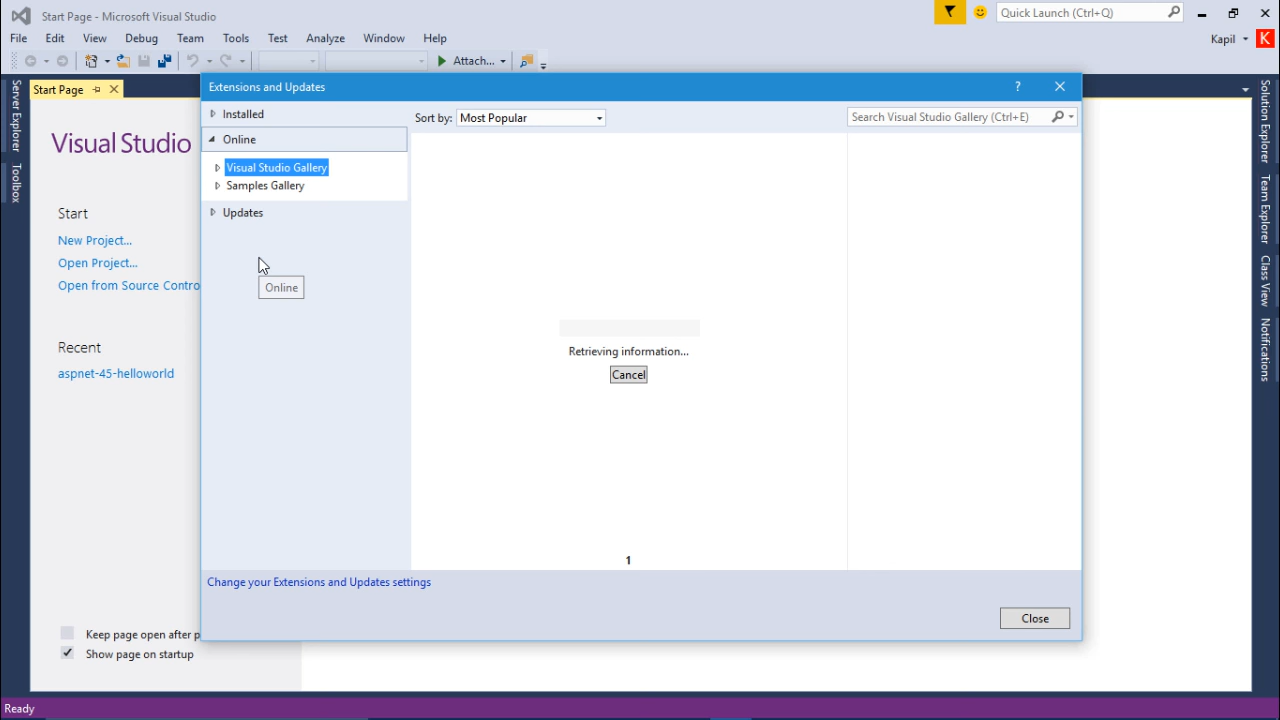 Start Page - Microsoft Visual Studio
Quick Launch (Ctrl+Q)
File Edit View Debug Team Tools Test Analyze Window Help
Kapil K
Attach...
Start Page
Server Explorer
Toolbox
Visual Studio
Start
New Project...
Open Project...
Open from Source Contro
Recent
aspnet-45-helloworld
Keep page open after p
Show page on startup
Extensions and Updates
?
Installed
Online
Visual Studio Gallery
Samples Gallery
Updates
Online
Sort by: Most Popular
Search Visual Studio Gallery (Ctrl+E)
Retrieving information...
Cancel
1
Change your Extensions and Updates settings
Close
Solution Explorer
Team Explorer
Class View
Notifications
Ready